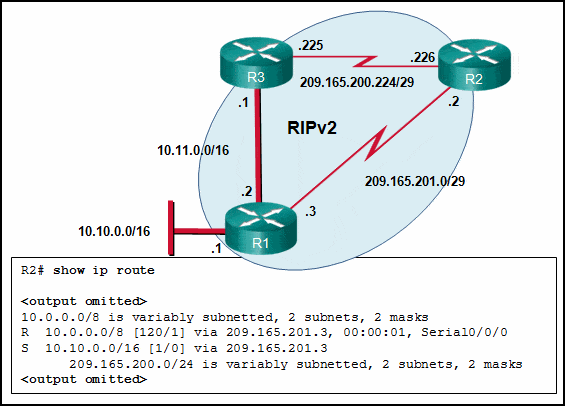 .225
.226
R3
R2
209.165.200.224/29
.1
.2
RIPv2
10.11.0.0/16
209.165.201.0/29
.2
.3
10.10.0.0/16
R1
.1
R2# show ip route
<output omitted>
10.0.0.0/8 is variably subnetted, 2 subnets, 2 masks
R 10.0.0.0/8 [120/1] via 209.165.201.3, 00:00:01, Serial0/0/0
S 10.10.0.0/16 [1/0] via 209.165.201.3
209.165.200.0/24 is variably subnetted, 2 subnets, 2 masks
<output omitted>